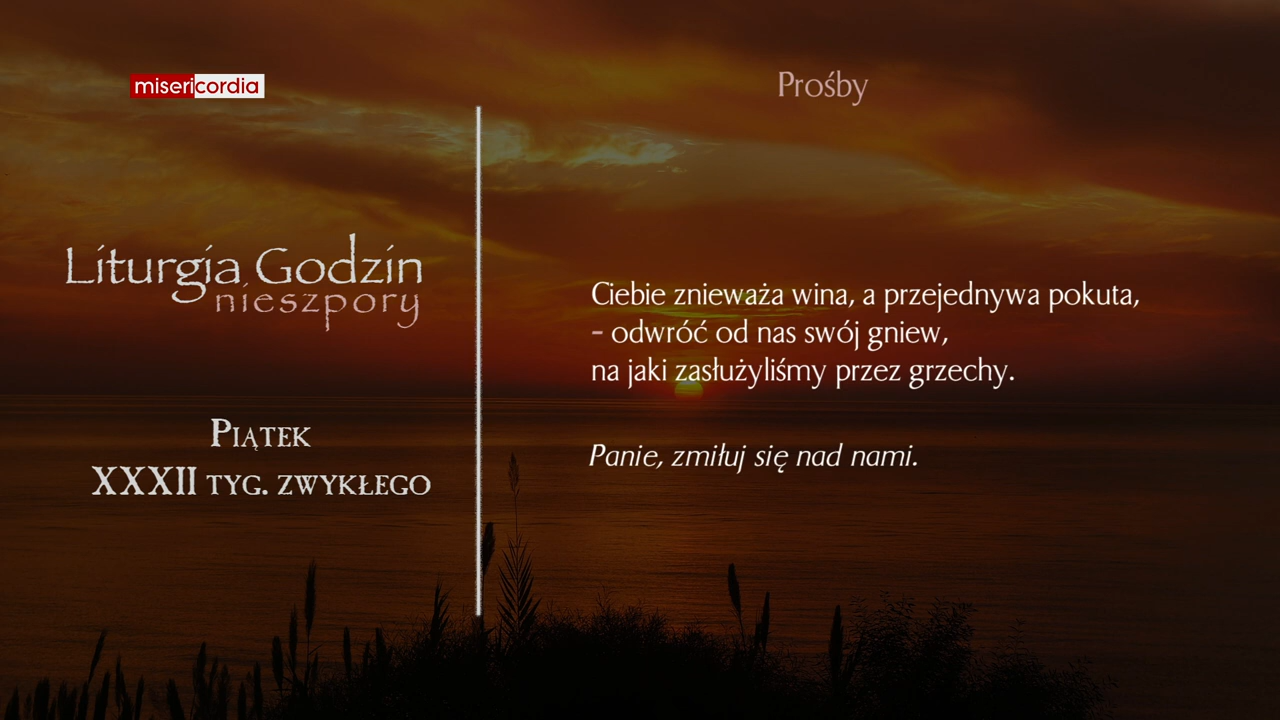 misericordia
Prośby
Liturgia Godzin
nieszpory
Piątek
XXXII tyg. zwykłego
Ciebie znieważa wina, a przejednywa pokuta,
- odwróć od nas swój gniew,
na jaki zasłużyliśmy przez grzechy.
Panie, zmiłuj się nad nami.